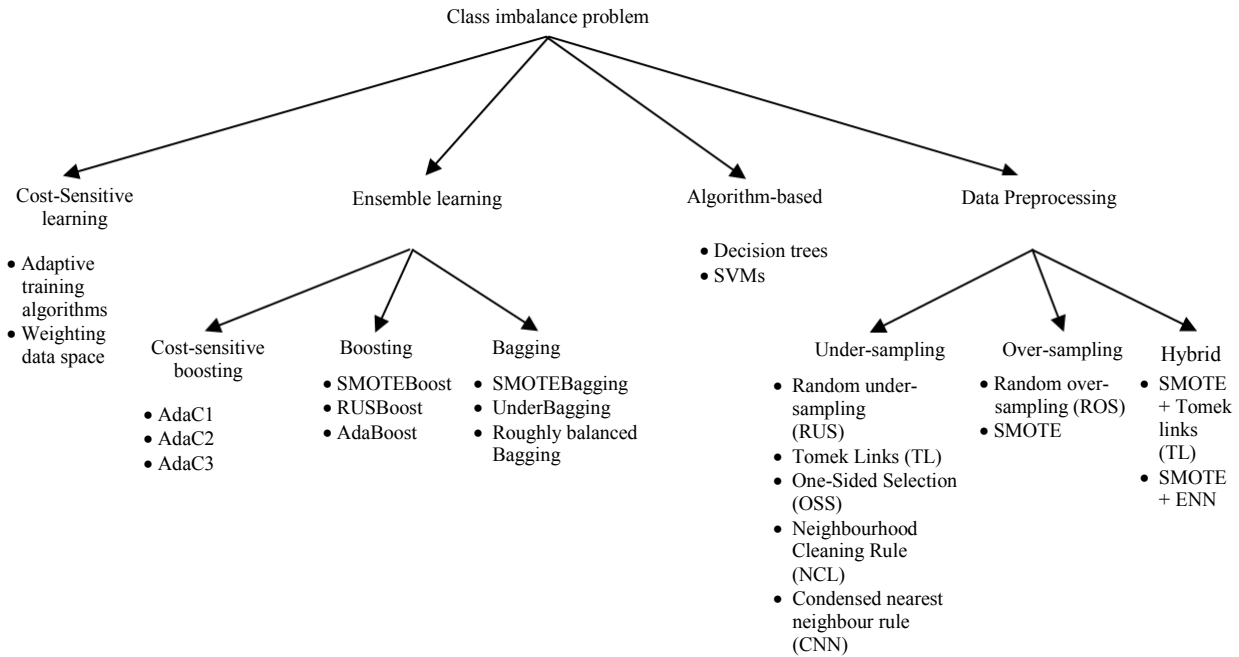 Class imbalance problem
Cost-Sensitive
learning
Ensemble learning
Algorithm-based
Data Preprocessing
• Adaptive
training
algorithms
• Weighting
data space
• Decision trees
• SVMs
Cost-sensitive
boosting
• AdaC1
• AdaC2
• AdaC3
Boosting
• SMOTEBoost
• RUSBoost
• AdaBoost
Bagging
• SMOTEBagging
• UnderBagging
• Roughly balanced
Bagging
Under-sampling
• Random under-
sampling
(RUS)
• Tomek Links (TL)
• One-Sided Selection
(OSS)
• Neighbourhood
Cleaning Rule
(NCL)
• Condensed nearest
neighbour rule
(CNN)
Over-sampling
• Random over-
sampling (ROS)
• SMOTE
Hybrid
• SMOTE
+ Tomek
links
(TL)
• SMOTE
+ ENN